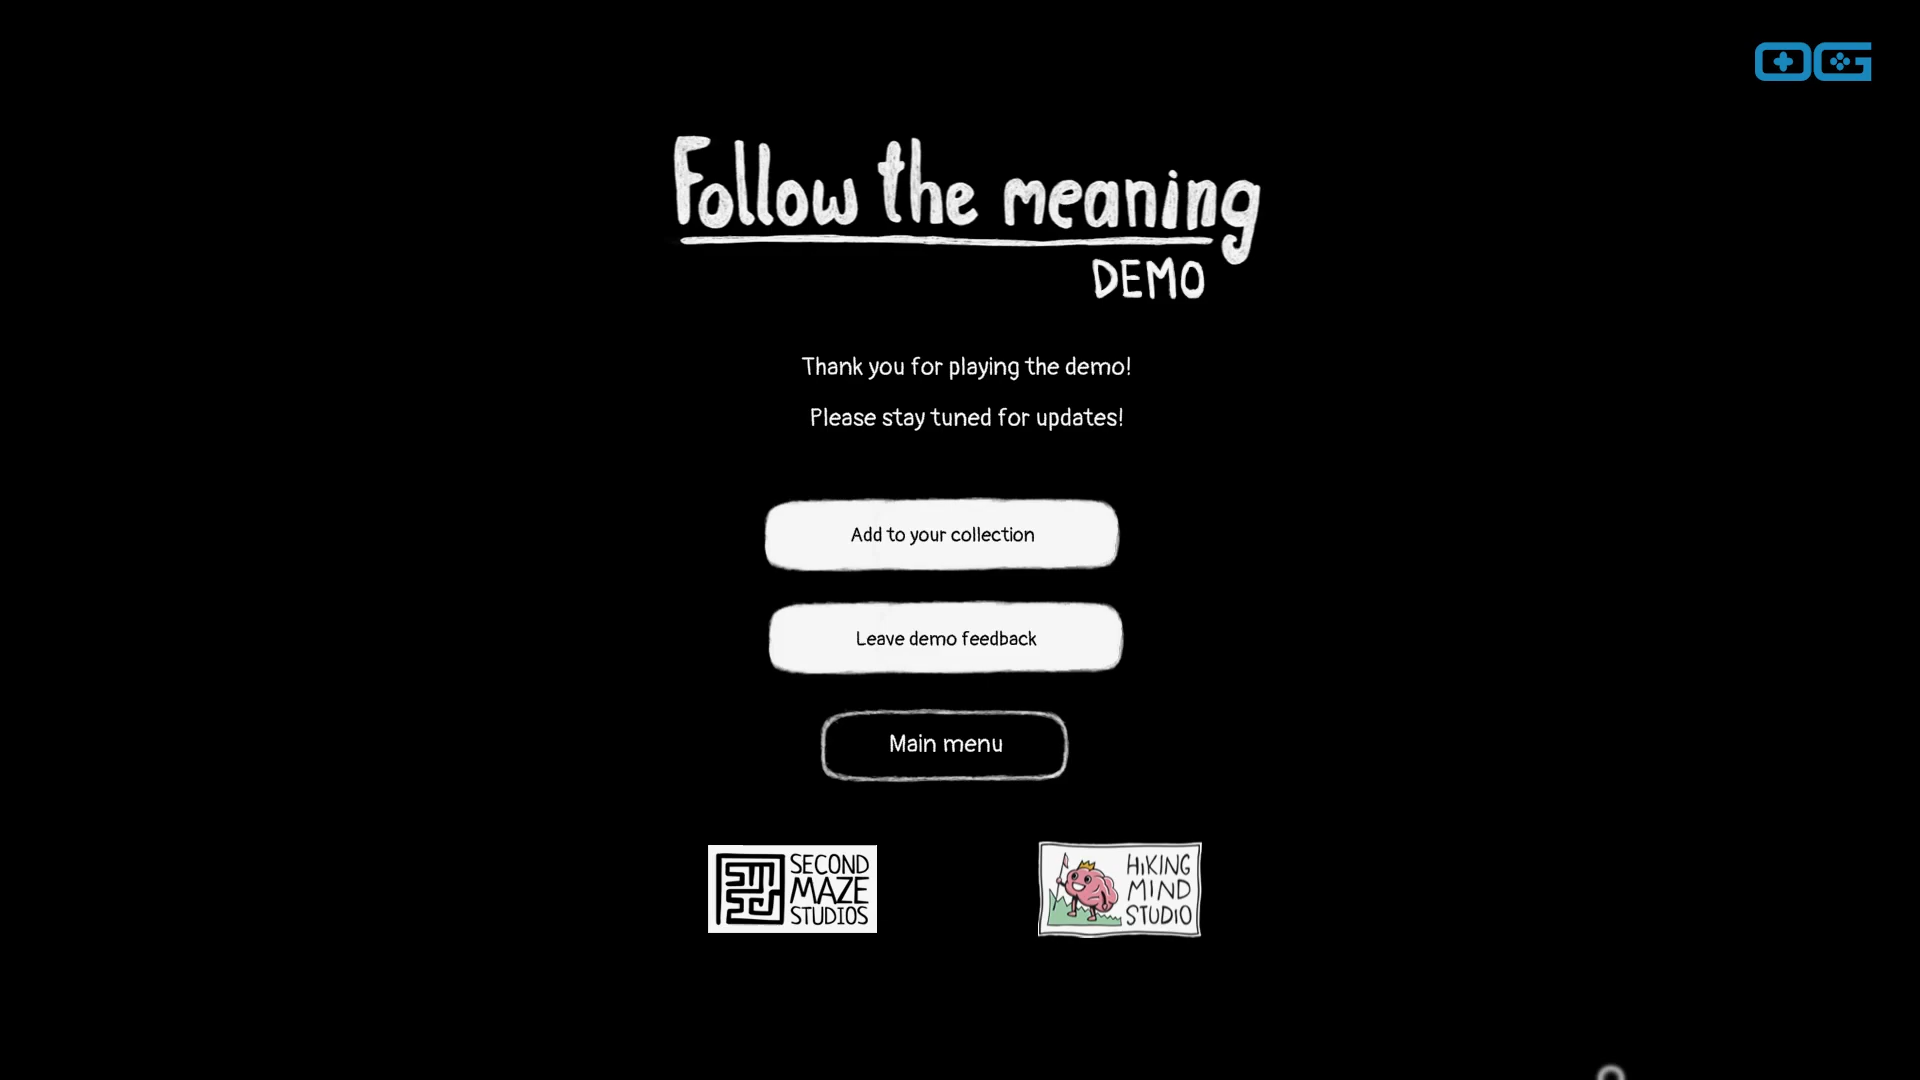 OG
Follow the meaning
DEMO
Thank you for playing the demo!
Please stay tuned for updates!
Add to your collection
Leave demo feedback
Main menu
SECOND
MAZE
STUDIOS
HiKING
MIND
STUDIO